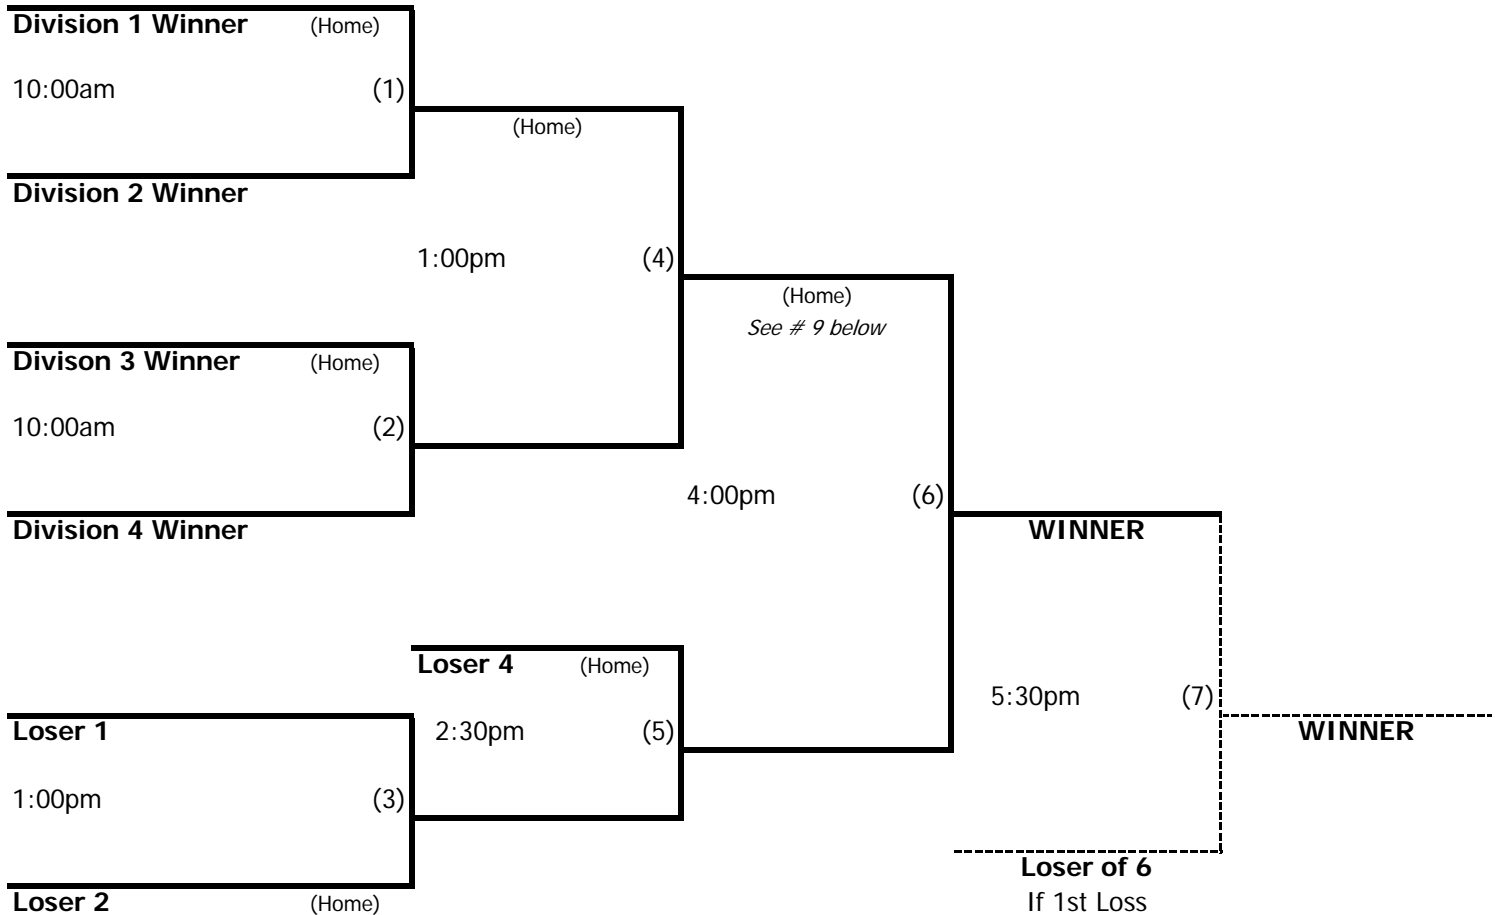 Division 1 Winner (Home)
10:00am (1)
(Home)
Division 2 Winner
1:00pm (4)
(Home)
See # 9 below
Divison 3 Winner (Home)
10:00am (2)
4:00pm (6)
Division 4 Winner
WINNER
Loser 4 (Home)
5:30pm (7)
Loser 1
2:30pm (5)
WINNER
1:00pm (3)
Loser of 6
If 1st Loss
Loser 2 (Home)